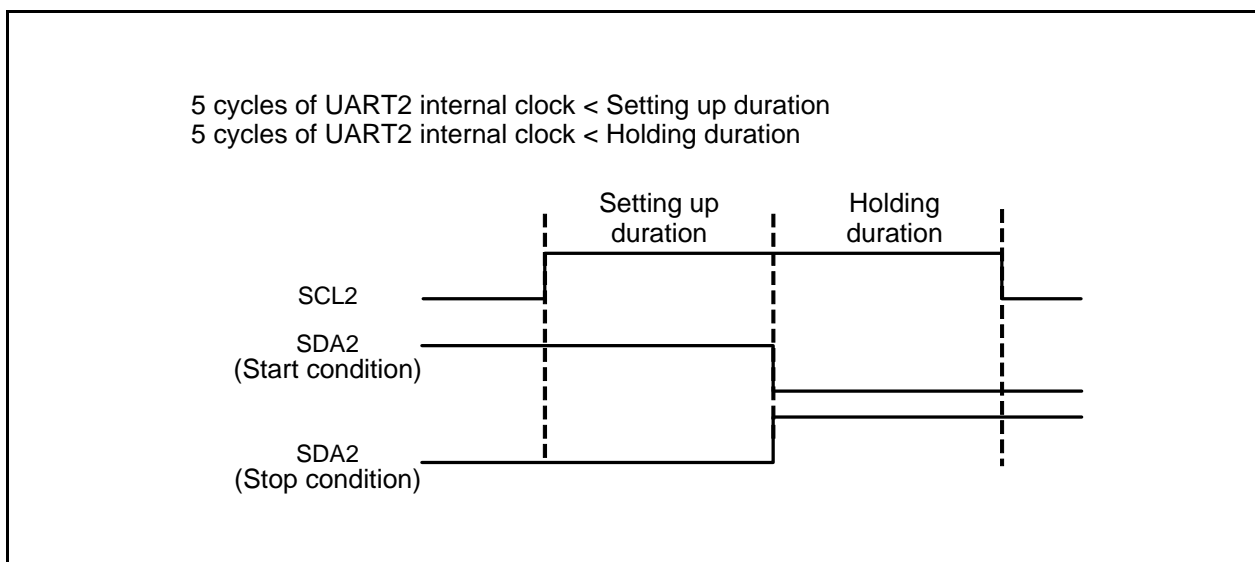 5 cycles of UART2 internal clock < Setting up duration
5 cycles of UART2 internal clock < Holding duration
Setting up
duration
Holding
duration
SCL2
SDA2
(Start condition)
SDA2
(Stop condition)